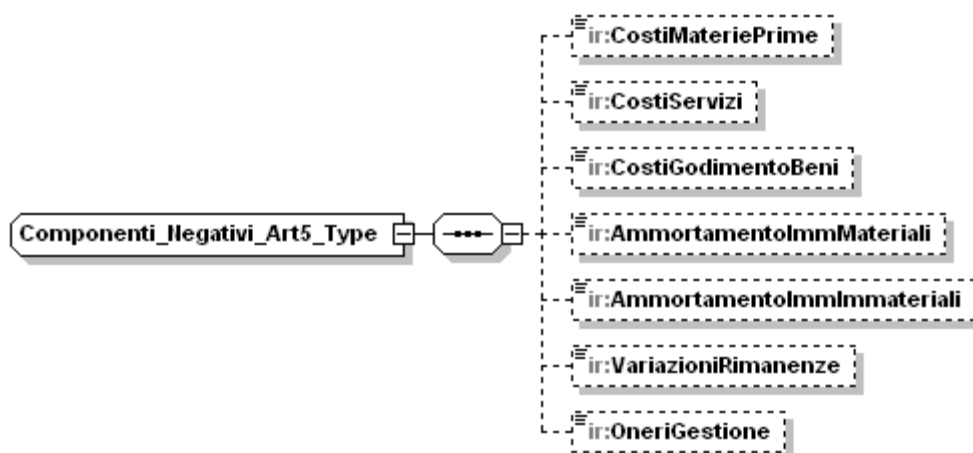 ir:CostiMateriePrime
ir:CostiServizi
ir:CostiGodimentoBeni
Componenti_Negativi_Art5_Type
ir:AmmortamentoImmMateriali
ir:AmmortamentoImmImmateriali
ir:VariazioniRimanenze
ir:OneriGestione